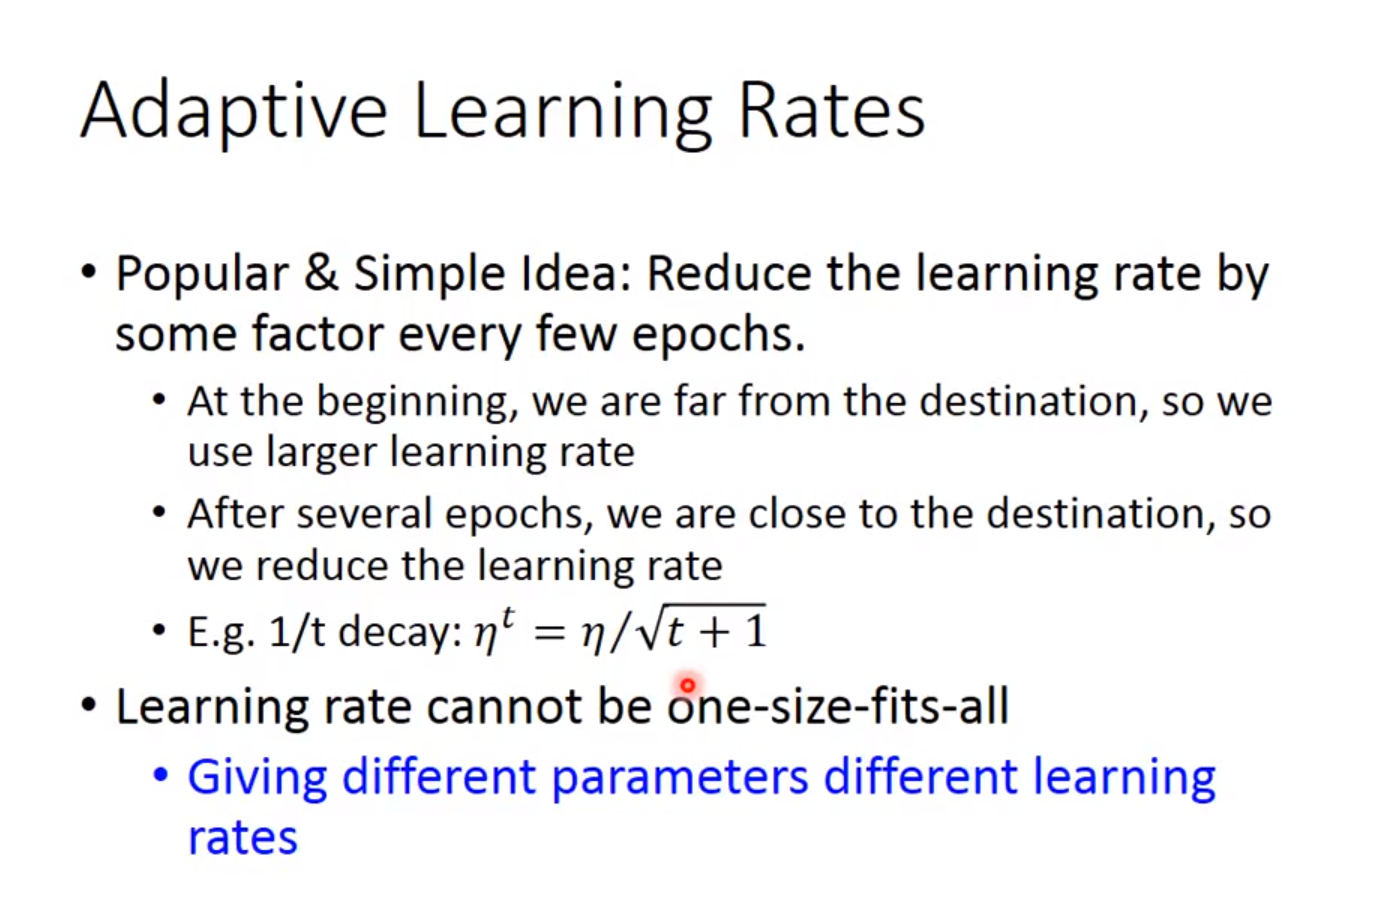 Adaptive Learning Rates
• Popular & Simple Idea: Reduce the learning rate by
some factor every few epochs.
• At the beginning, we are far from the destination, so we
use larger learning rate
• After several epochs, we are close to the destination, so
we reduce the learning rate
• E.g. 1/t decay: ηᵗ = η/√(t + 1)
• Learning rate cannot be one-size-fits-all
• Giving different parameters different learning
rates